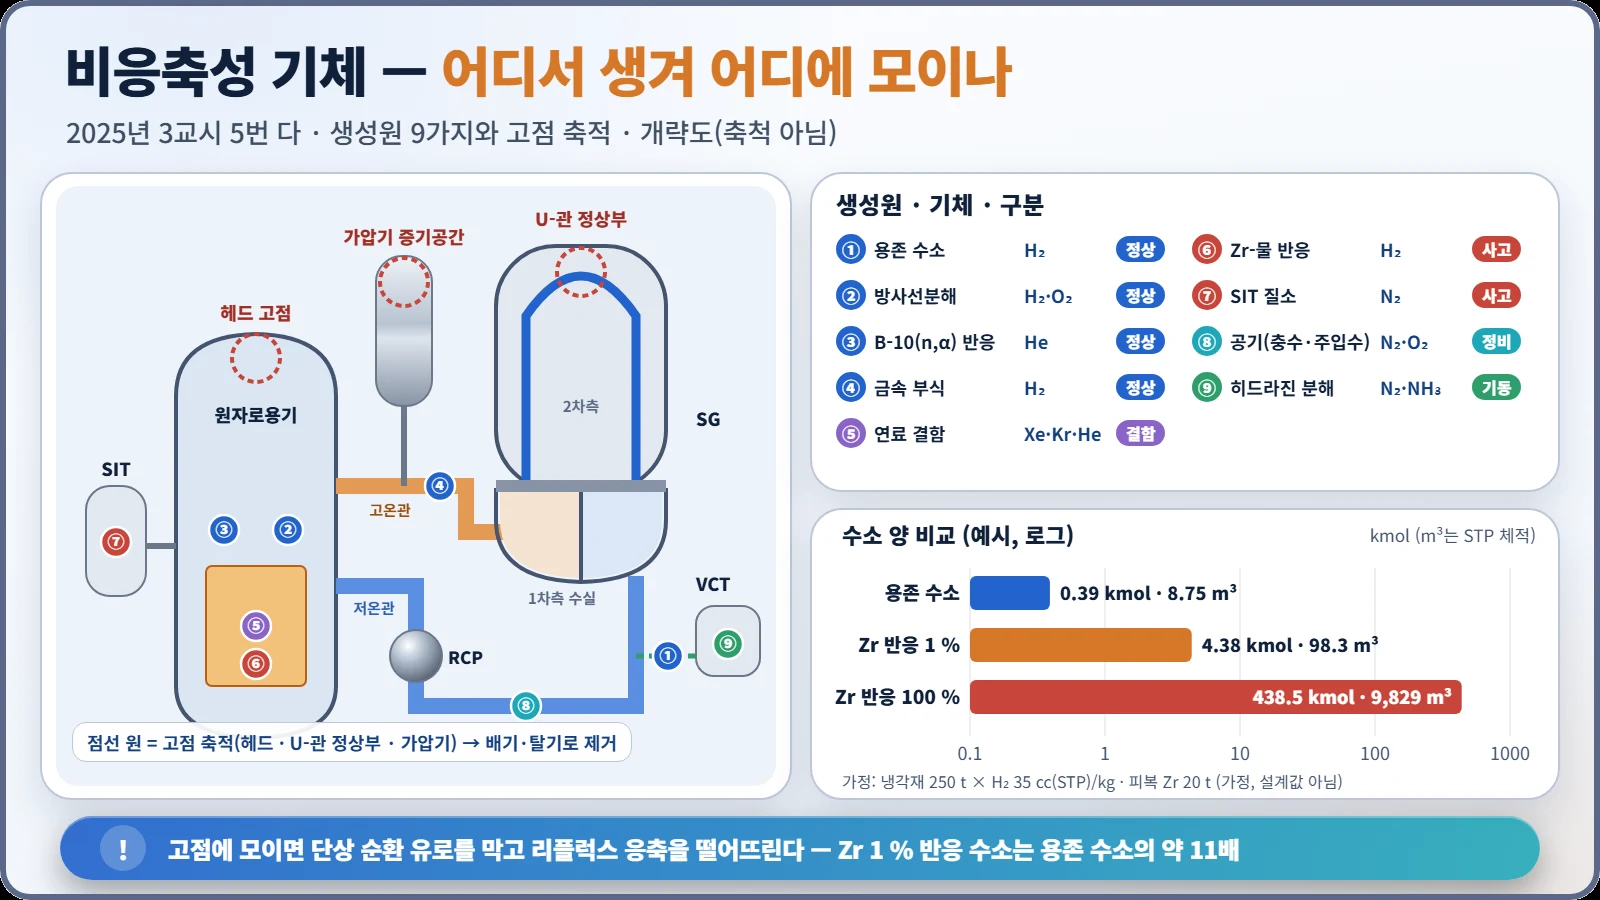 비응축성 기체 — 어디서 생겨 어디에 모이나
2025년 3교시 5번 다 · 생성원 9가지와 고점 축적 · 개략도(축척 아님)
U-관 정상부
가압기 증기공간
헤드 고점
원자로용기
2차측
SG
SIT
④
고온관
③
②
⑦
저온관
1차측 수실
VCT
⑤
⑥
RCP
①
⑨
⑧
점선 원 = 고점 축적(헤드 · U-관 정상부 · 가압기) → 배기·탈기로 제거
생성원 · 기체 · 구분
① 용존 수소 H₂ 정상
② 방사선분해 H₂·O₂ 정상
③ B-10(n,α) 반응 He 정상
④ 금속 부식 H₂ 정상
⑤ 연료 결함 Xe·Kr·He 결함
⑥ Zr-물 반응 H₂ 사고
⑦ SIT 질소 N₂ 사고
⑧ 공기(충수·주입수) N₂·O₂ 정비
⑨ 히드라진 분해 N₂·NH₃ 기동
수소 양 비교 (예시, 로그)
kmol (m³는 STP 체적)
용존 수소 0.39 kmol · 8.75 m³
Zr 반응 1 % 4.38 kmol · 98.3 m³
Zr 반응 100 % 438.5 kmol · 9,829 m³
0.1 1 10 100 1000
가정: 냉각재 250 t × H₂ 35 cc(STP)/kg · 피복 Zr 20 t (가정, 설계값 아님)
! 고점에 모이면 단상 순환 유로를 막고 리플럭스 응축을 떨어뜨린다 — Zr 1 % 반응 수소는 용존 수소의 약 11배